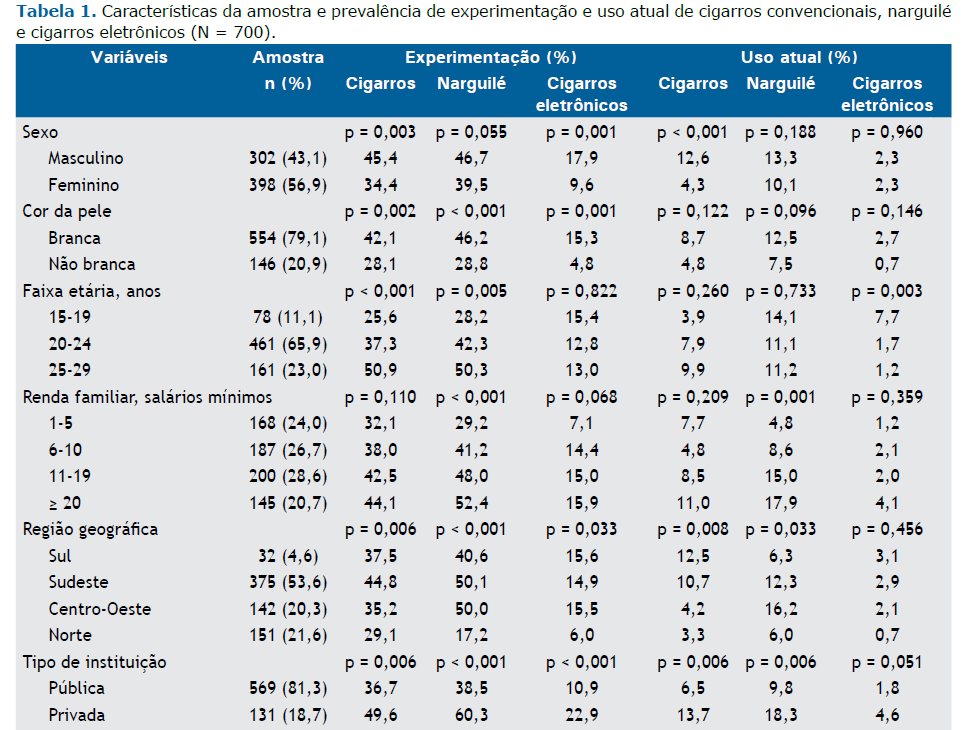 Tabela 1. Características da amostra e prevalência de experimentação e uso atual de cigarros convencionais, narguilé
e cigarros eletrônicos (N = 700).
Variáveis Amostra Experimentação (%) Uso atual (%)
n (%) Cigarros Narguilé Cigarros Cigarros Narguilé Cigarros
eletrônicos eletrônicos
Sexo p = 0,003 p = 0,055 p = 0,001 p < 0,001 p = 0,188 p = 0,960
Masculino 302 (43,1) 45,4 46,7 17,9 12,6 13,3 2,3
Feminino 398 (56,9) 34,4 39,5 9,6 4,3 10,1 2,3
Cor da pele p = 0,002 p < 0,001 p = 0,001 p = 0,122 p = 0,096 p = 0,146
Branca 554 (79,1) 42,1 46,2 15,3 8,7 12,5 2,7
Não branca 146 (20,9) 28,1 28,8 4,8 4,8 7,5 0,7
Faixa etária, anos p < 0,001 p = 0,005 p = 0,822 p = 0,260 p = 0,733 p = 0,003
15-19 78 (11,1) 25,6 28,2 15,4 3,9 14,1 7,7
20-24 461 (65,9) 37,3 42,3 12,8 7,9 11,1 1,7
25-29 161 (23,0) 50,9 50,3 13,0 9,9 11,2 1,2
Renda familiar, salários mínimos p = 0,110 p < 0,001 p = 0,068 p = 0,209 p = 0,001 p = 0,359
1-5 168 (24,0) 32,1 29,2 7,1 7,7 4,8 1,2
6-10 187 (26,7) 38,0 41,2 14,4 4,8 8,6 2,1
11-19 200 (28,6) 42,5 48,0 15,0 8,5 15,0 2,0
≥ 20 145 (20,7) 44,1 52,4 15,9 11,0 17,9 4,1
Região geográfica p = 0,006 p < 0,001 p = 0,033 p = 0,008 p = 0,033 p = 0,456
Sul 32 (4,6) 37,5 40,6 15,6 12,5 6,3 3,1
Sudeste 375 (53,6) 44,8 50,1 14,9 10,7 12,3 2,9
Centro-Oeste 142 (20,3) 35,2 50,0 15,5 4,2 16,2 2,1
Norte 151 (21,6) 29,1 17,2 6,0 3,3 6,0 0,7
Tipo de instituição p = 0,006 p < 0,001 p < 0,001 p = 0,006 p = 0,006 p = 0,051
Pública 569 (81,3) 36,7 38,5 10,9 6,5 9,8 1,8
Privada 131 (18,7) 49,6 60,3 22,9 13,7 18,3 4,6